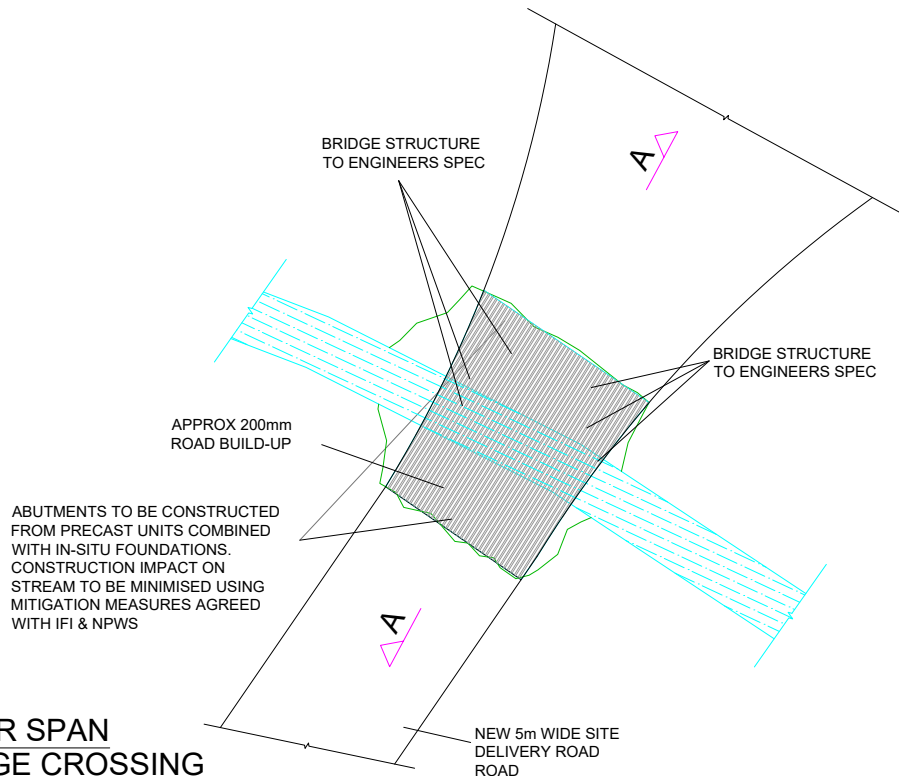 BRIDGE STRUCTURE
TO ENGINEERS SPEC
A
BRIDGE STRUCTURE
TO ENGINEERS SPEC
APPROX 200mm
ROAD BUILD-UP
ABUTMENTS TO BE CONSTRUCTED
FROM PRECAST UNITS COMBINED
WITH IN-SITU FOUNDATIONS.
CONSTRUCTION IMPACT ON
STREAM TO BE MINIMISED USING
MITIGATION MEASURES AGREED
WITH IFI & NPWS
A
R SPAN
GE CROSSING
NEW 5m WIDE SITE
DELIVERY ROAD
ROAD